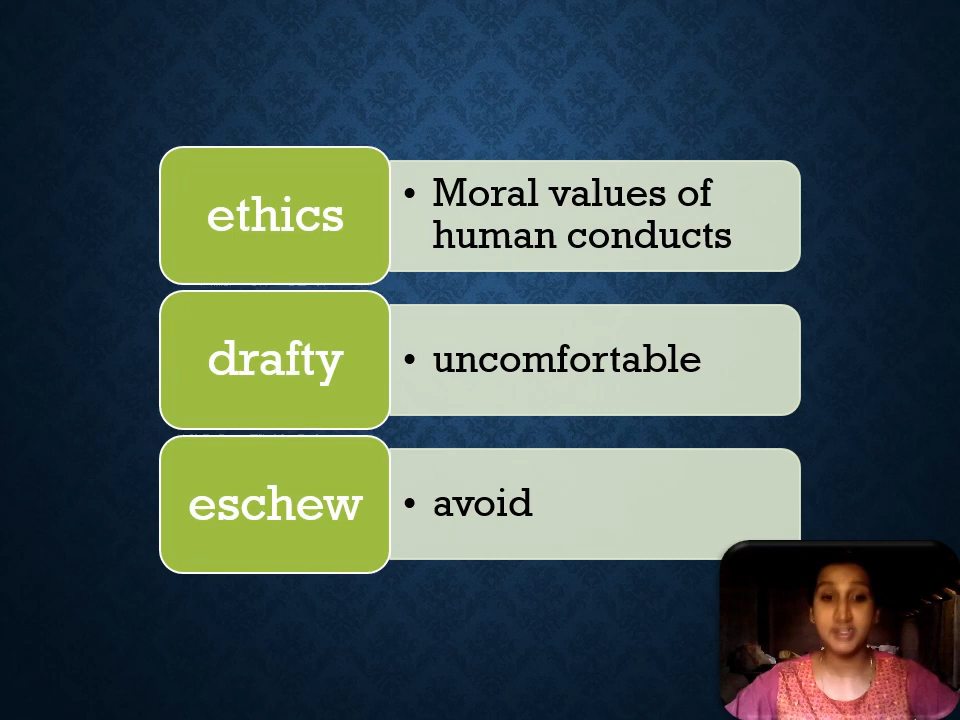 ethics
• Moral values of
human conducts
drafty
• uncomfortable
eschew
• avoid